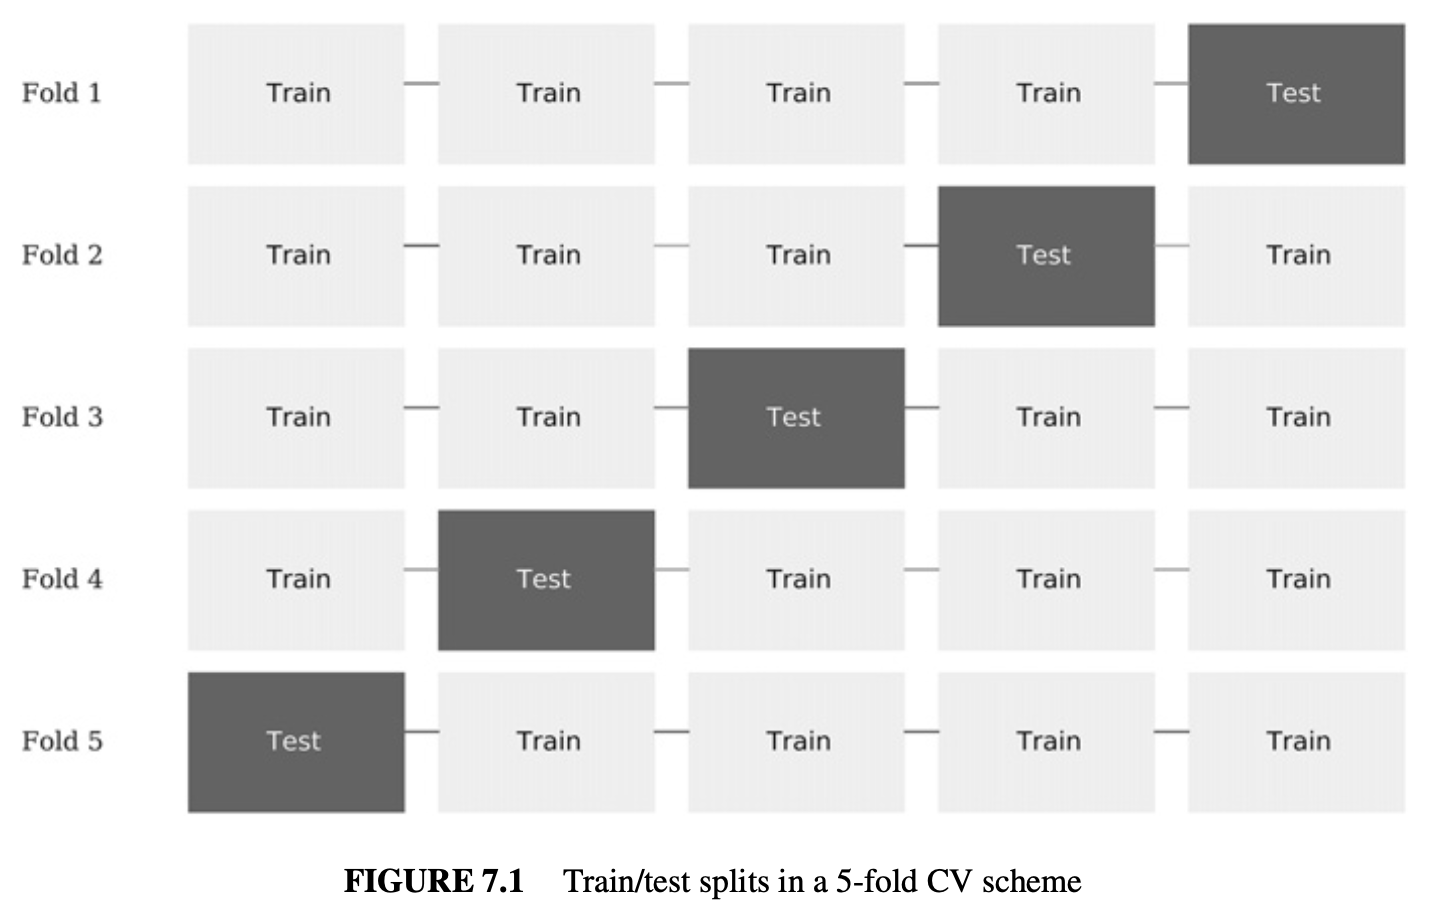 Fold 1 Train Train Train Train Test
Fold 2 Train Train Train Test Train
Fold 3 Train Train Test Train Train
Fold 4 Train Test Train Train Train
Fold 5 Test Train Train Train Train
FIGURE 7.1 Train/test splits in a 5-fold CV scheme